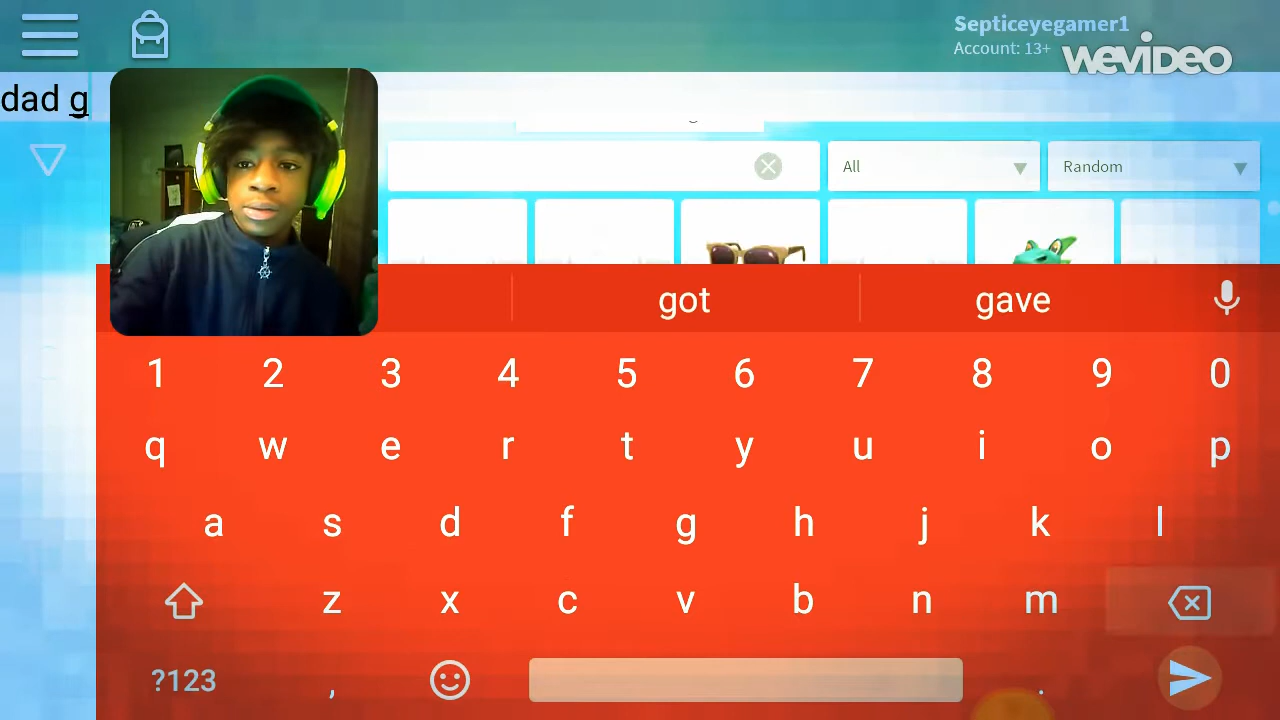 Septiceyegamer1
Account: 13+
WeVideo
dad g
All
Random
got
gave
1 2 3 4 5 6 7 8 9 0
q w e r t y u i o p
a s d f g h j k l
z x c v b n m
?123 , .